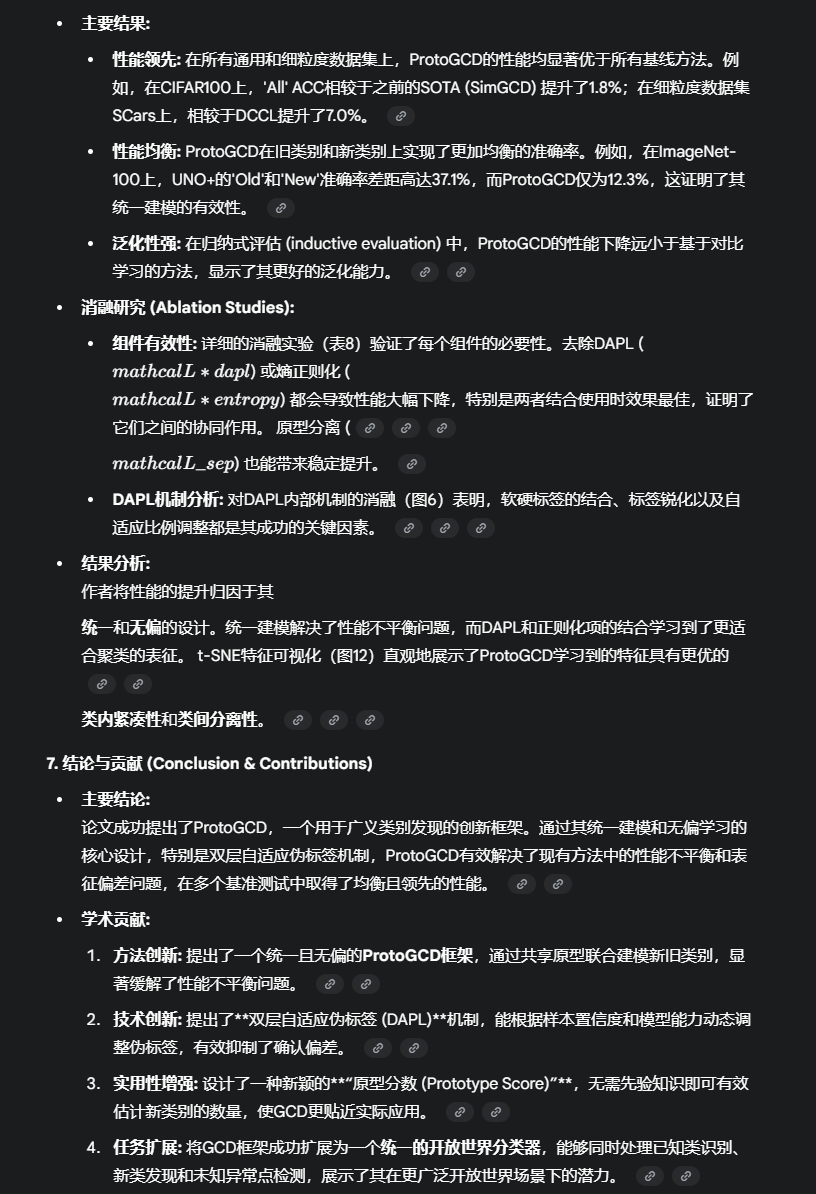 主要结果:
性能领先: 在所有通用和细粒度数据集上，ProtoGCD的性能均显著优于所有基线方法。例
如，在CIFAR100上，'All' ACC相较于之前的SOTA (SimGCD) 提升了1.8%；在细粒度数据集
SCars上，相较于DCCL提升了7.0%。
性能均衡: ProtoGCD在旧类别和新类别上实现了更加均衡的准确率。例如，在ImageNet-
100上，UNO+的'Old'和'New'准确率差距高达37.1%，而ProtoGCD仅为12.3%，这证明了其
统一建模的有效性。
泛化性强: 在归纳式评估 (inductive evaluation) 中，ProtoGCD的性能下降远小于基于对比
学习的方法，显示了其更好的泛化能力。
消融研究 (Ablation Studies):
组件有效性: 详细的消融实验（表8）验证了每个组件的必要性。去除DAPL (
mathcalL * dapl) 或熵正则化 (
mathcalL * entropy) 都会导致性能大幅下降，特别是两者结合使用时效果最佳，证明了
它们之间的协同作用。 原型分离 (
mathcalL_sep) 也能带来稳定提升。
DAPL机制分析: 对DAPL内部机制的消融（图6）表明，软硬标签的结合、标签锐化以及自
适应比例调整都是其成功的关键因素。
结果分析:
作者将性能的提升归因于其
统一和无偏的设计。统一建模解决了性能不平衡问题，而DAPL和正则化项的结合学习到了更适
合聚类的表征。 t-SNE特征可视化（图12）直观地展示了ProtoGCD学习到的特征具有更优的
类内紧凑性和类间分离性。
7. 结论与贡献 (Conclusion & Contributions)
主要结论:
论文成功提出了ProtoGCD，一个用于广义类别发现的创新框架。通过其统一建模和无偏学习的
核心设计，特别是双层自适应伪标签机制，ProtoGCD有效解决了现有方法中的性能不平衡和表
征偏差问题，在多个基准测试中取得了均衡且领先的性能。
学术贡献:
1. 方法创新: 提出了一个统一且无偏的ProtoGCD框架，通过共享原型联合建模新旧类别，显
著缓解了性能不平衡问题。
2. 技术创新: 提出了**双层自适应伪标签 (DAPL)**机制，能根据样本置信度和模型能力动态调
整伪标签，有效抑制了确认偏差。
3. 实用性增强: 设计了一种新颖的**“原型分数 (Prototype Score)”**，无需先验知识即可有效
估计新类别的数量，使GCD更贴近实际应用。
4. 任务扩展: 将GCD框架成功扩展为一个统一的开放世界分类器，能够同时处理已知类识别、
新类发现和未知异常点检测，展示了其在更广泛开放世界场景下的潜力。